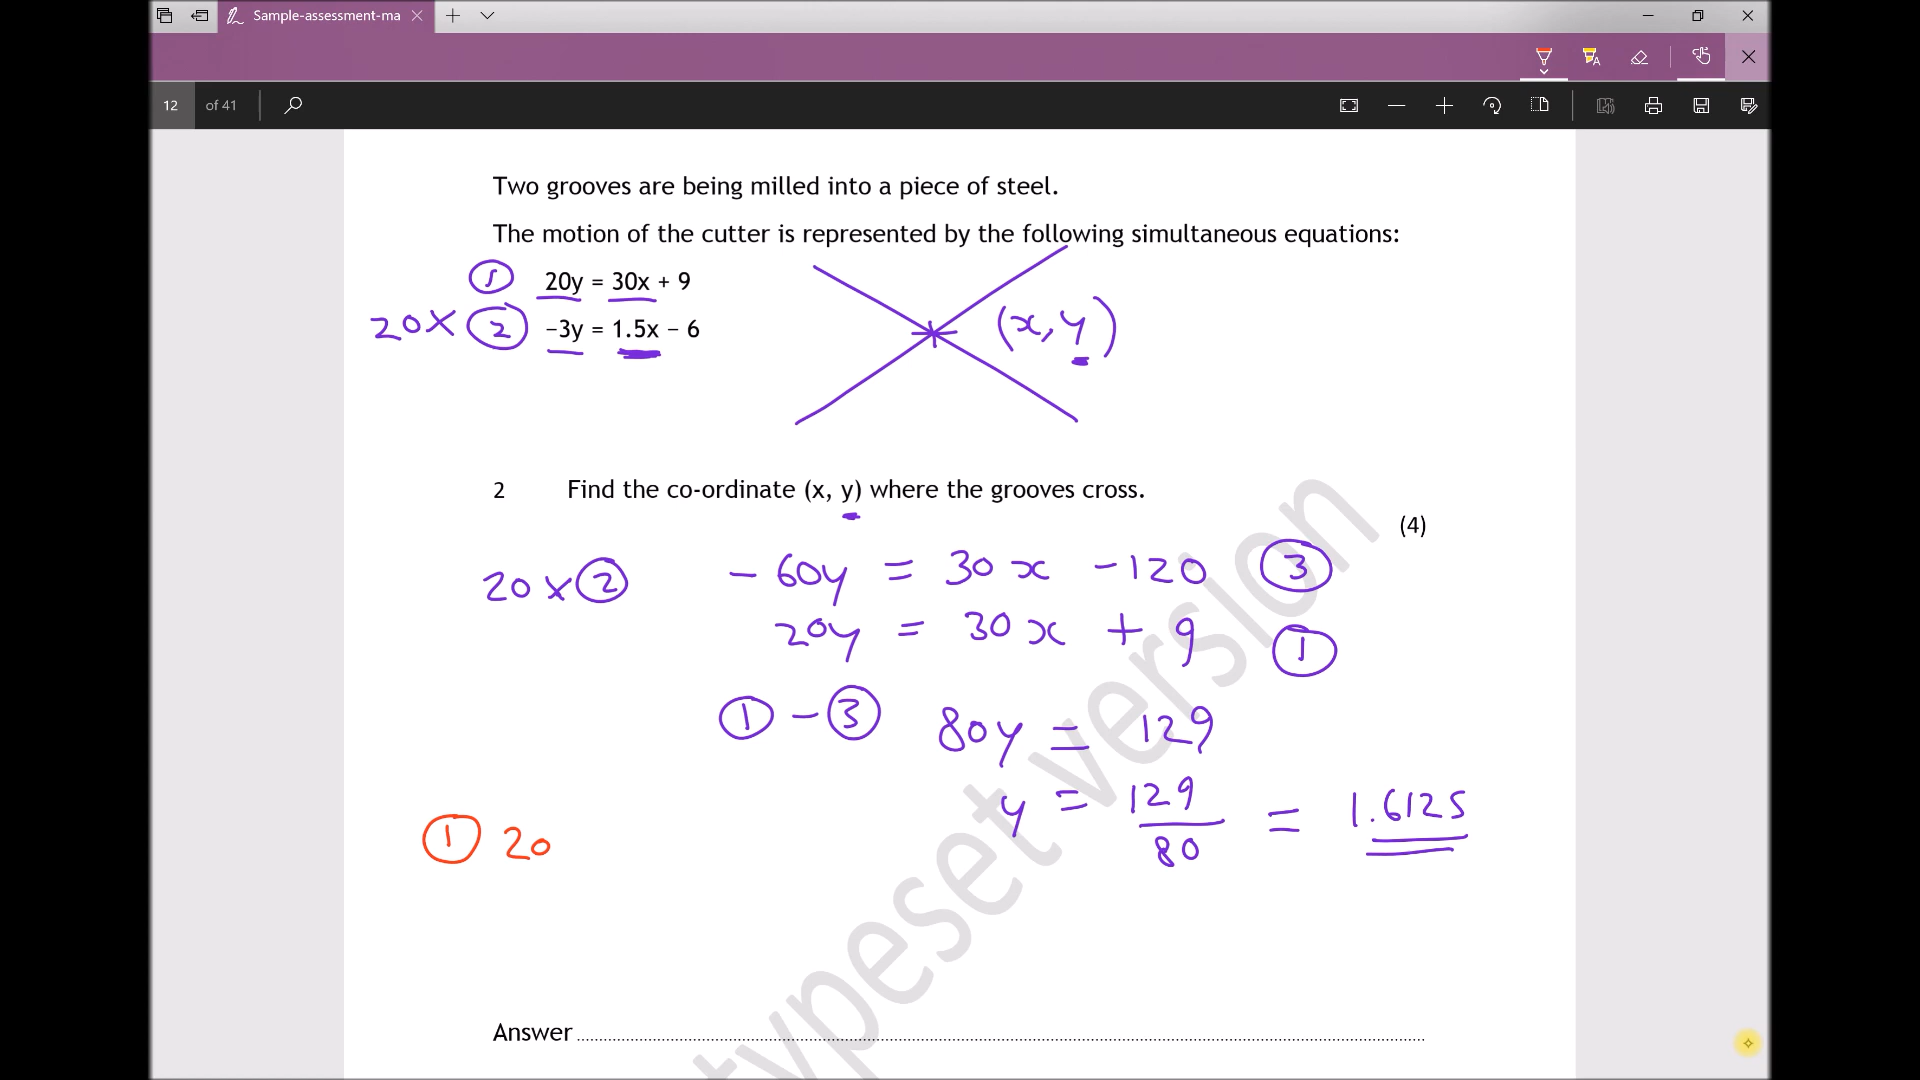 Sample-assessment-ma
12 of 41
Two grooves are being milled into a piece of steel.
The motion of the cutter is represented by the following simultaneous equations:
① 20y = 30x + 9
20× ② −3y = 1.5x − 6
(x, y)
2 Find the co-ordinate (x, y) where the grooves cross.
(4)
20 × ② - 60y = 30x - 120 ③
20y = 30x + 9 ①
① - ③ 80y = 129
y = 129/80 = 1.6125
① 20
Answer
typeset version